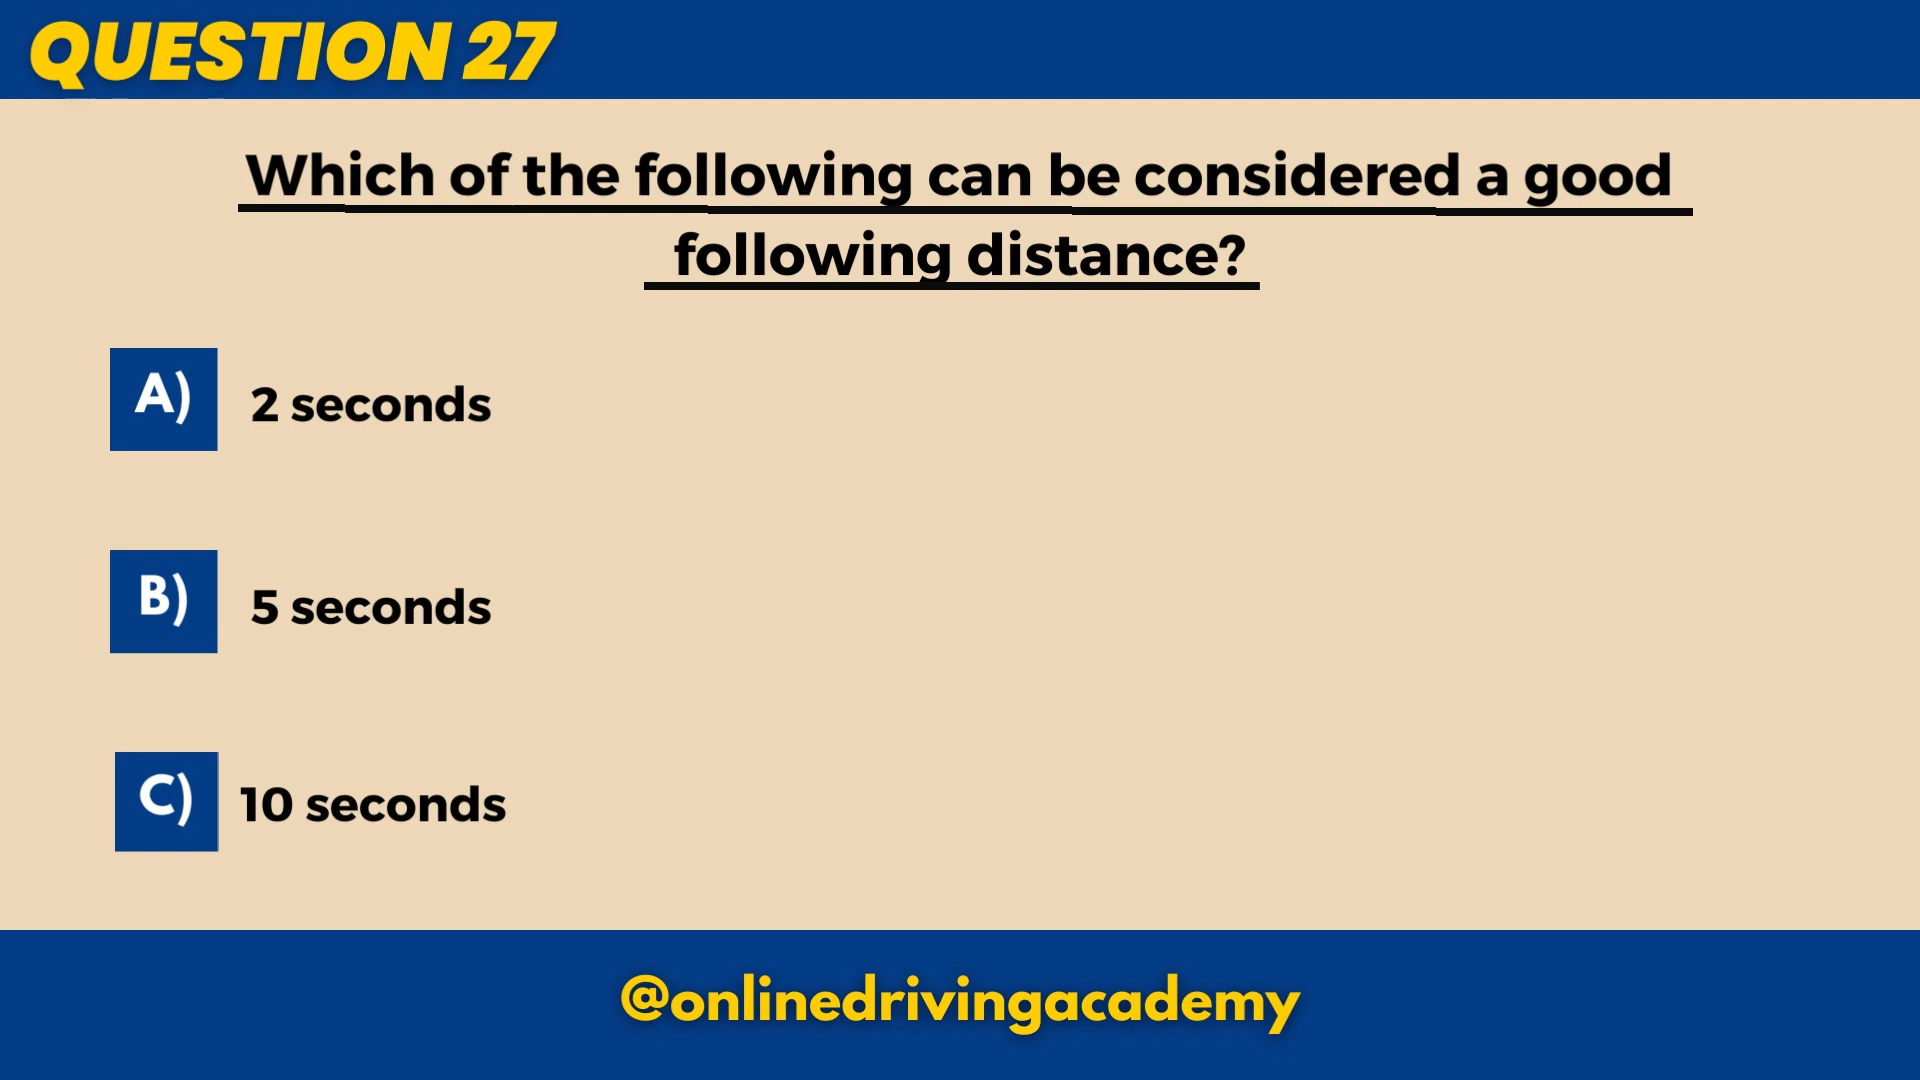 QUESTION 27
Which of the following can be considered a good
following distance?
A) 2 seconds
B) 5 seconds
C) 10 seconds
@onlinedrivingacademy